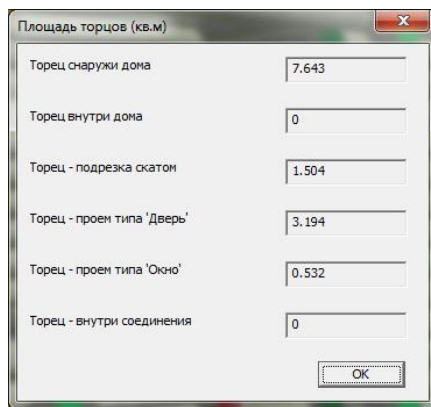 Площадь торцов (кв.м)
Торец снаружи дома 7.643
Торец внутри дома 0
Торец - подрезка скатом 1.504
Торец - проем типа 'Дверь' 3.194
Торец - проем типа 'Окно' 0.532
Торец - внутри соединения 0
OK